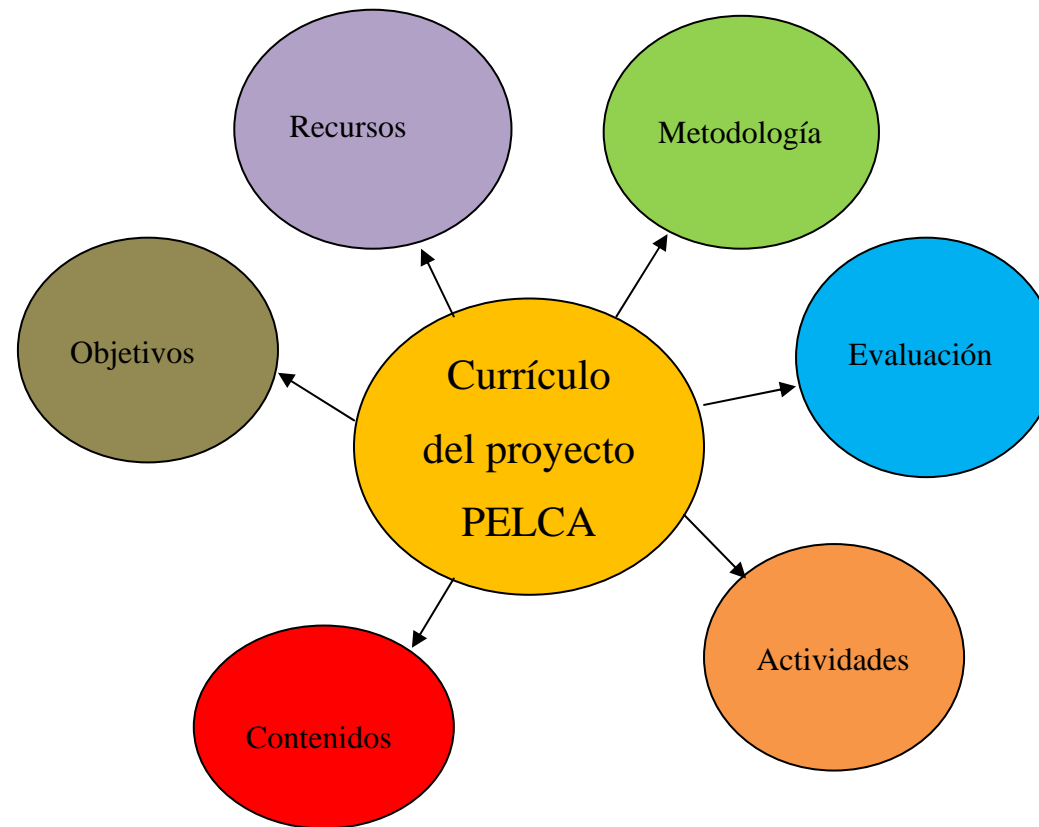 Recursos
Metodología
Objetivos
Evaluación
Currículo
del proyecto
PELCA
Actividades
Contenidos